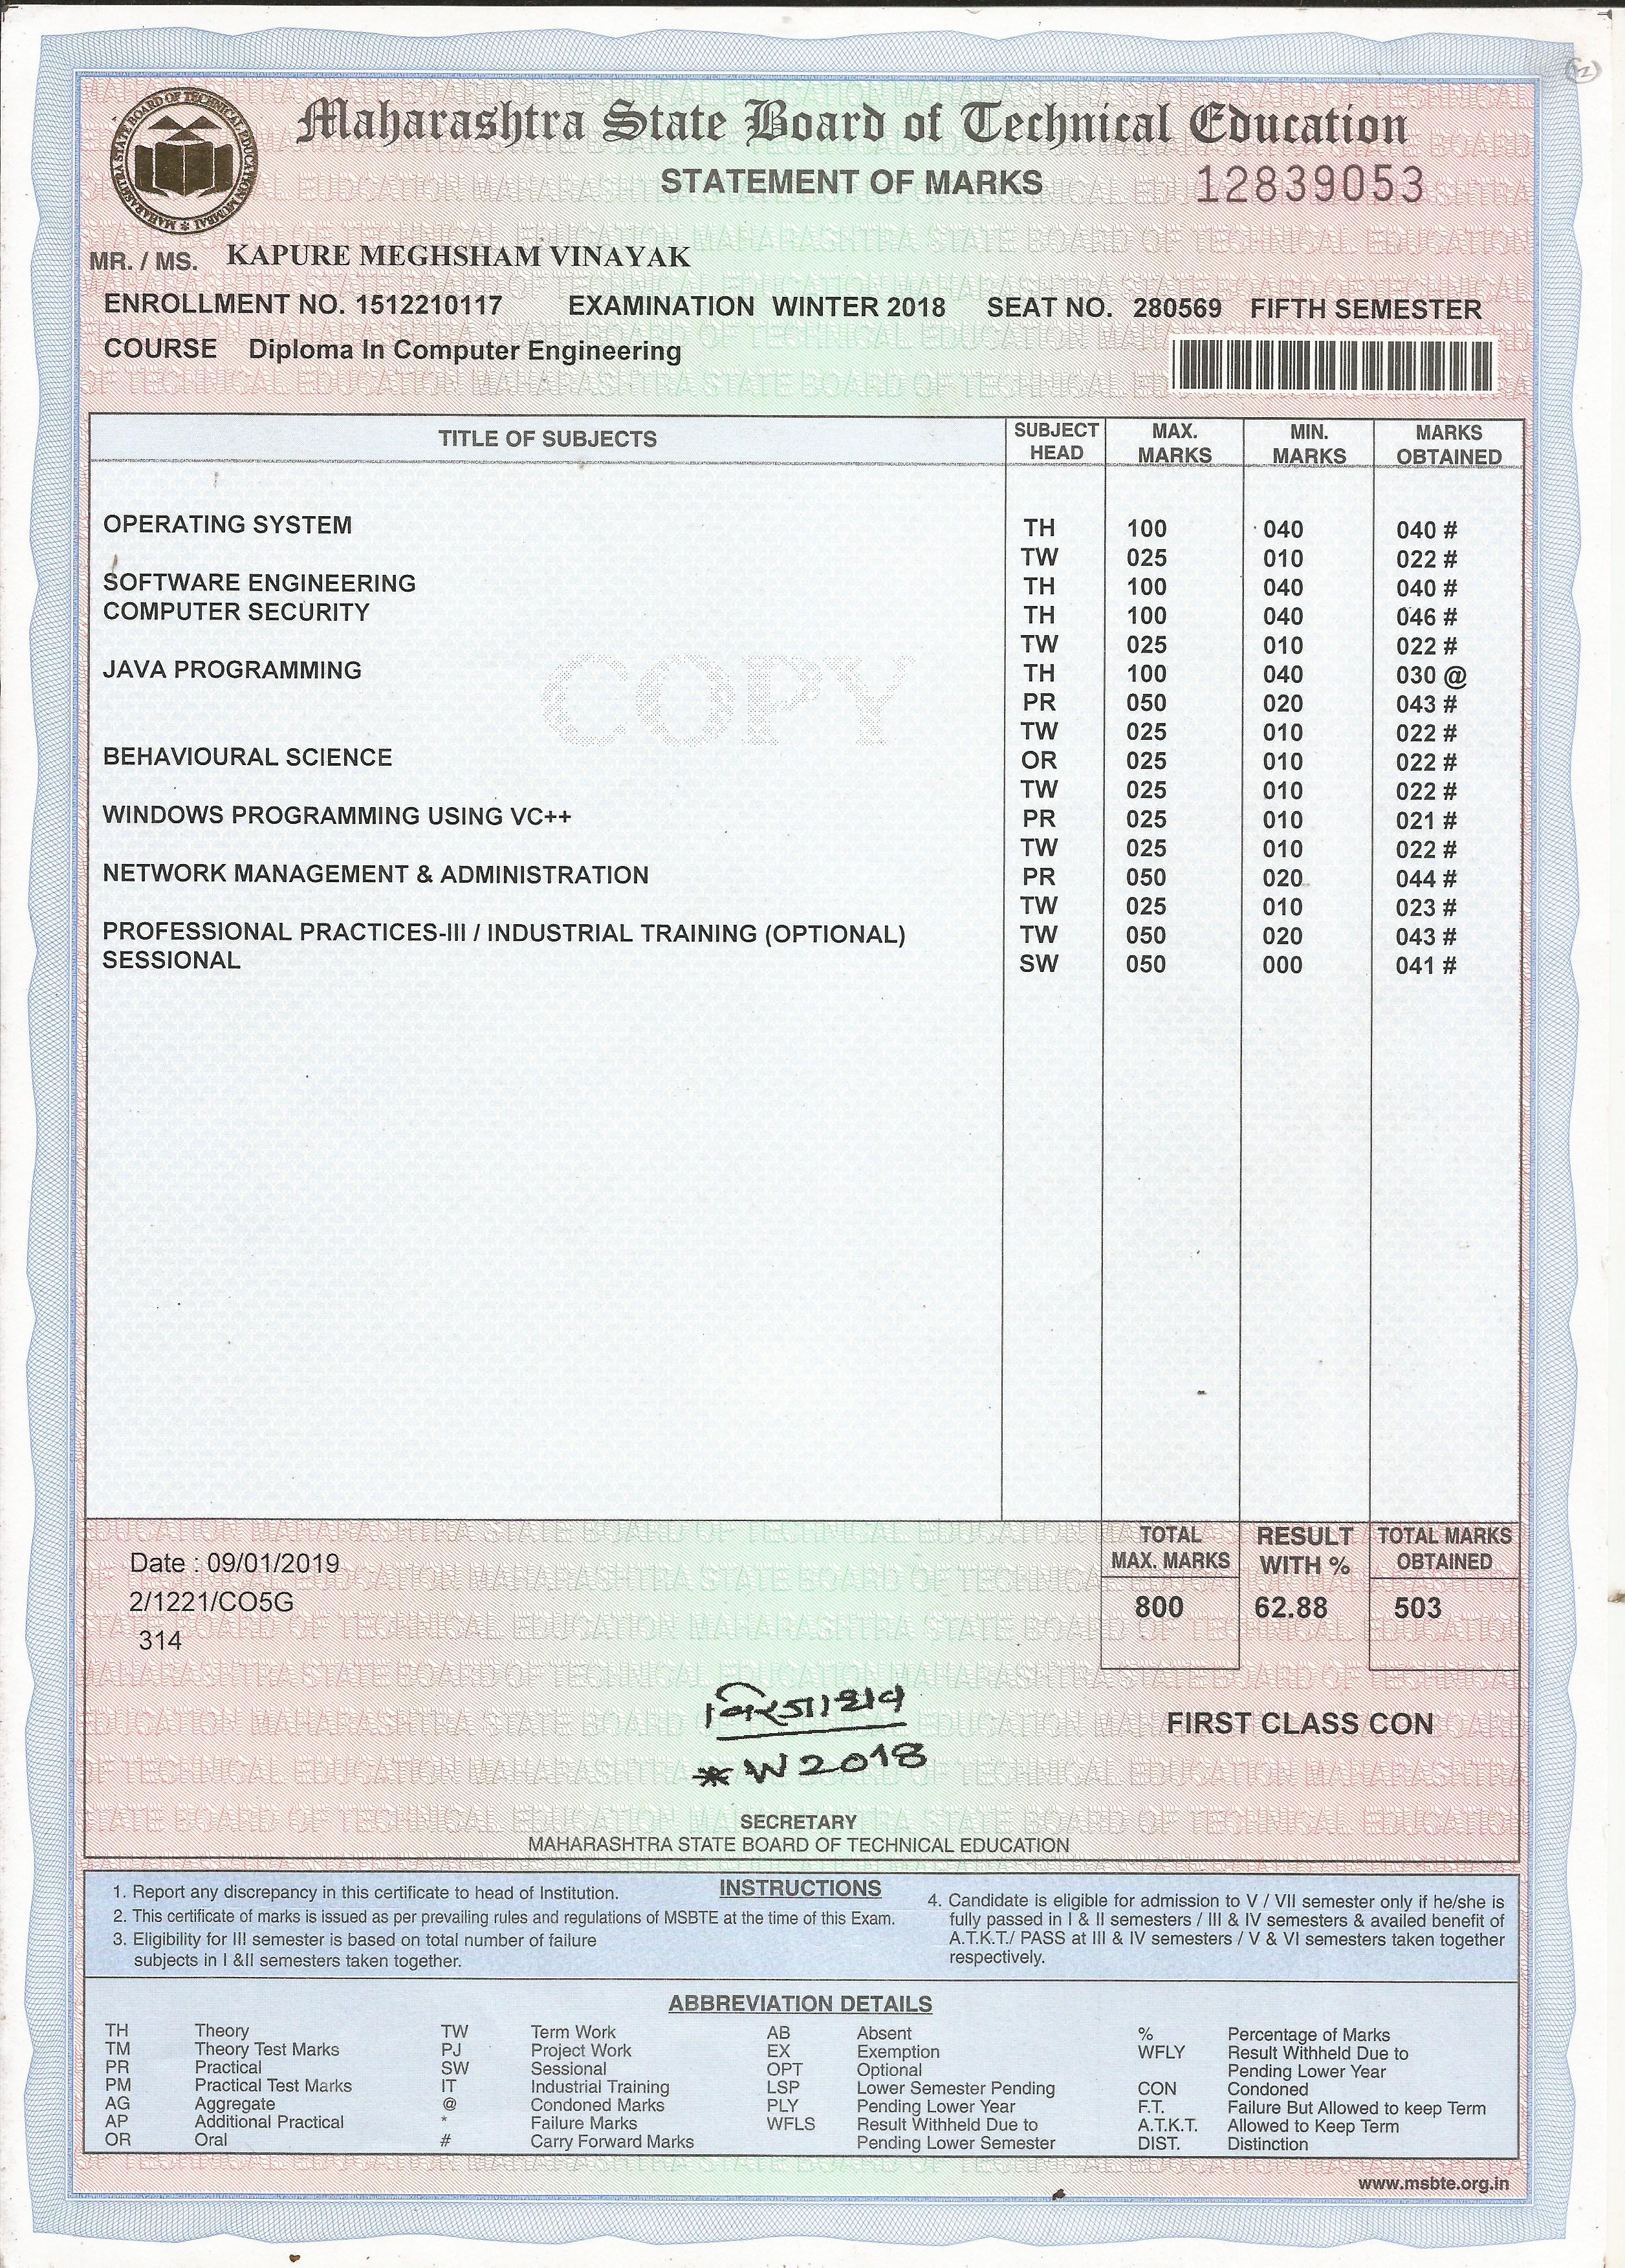 Maharashtra State Board of Technical Education
STATEMENT OF MARKS 12839053
MR. / MS. KAPURE MEGHSHAM VINAYAK
ENROLLMENT NO. 1512210117 EXAMINATION WINTER 2018 SEAT NO. 280569 FIFTH SEMESTER
COURSE Diploma In Computer Engineering
TITLE OF SUBJECTS SUBJECT HEAD MAX. MARKS MIN. MARKS MARKS OBTAINED
OPERATING SYSTEM TH 100 040 040 #
TW 025 010 022 #
SOFTWARE ENGINEERING TH 100 040 040 #
COMPUTER SECURITY TH 100 040 046 #
TW 025 010 022 #
JAVA PROGRAMMING TH 100 040 030 @
PR 050 020 043 #
TW 025 010 022 #
BEHAVIOURAL SCIENCE OR 025 010 022 #
TW 025 010 022 #
WINDOWS PROGRAMMING USING VC++ PR 025 010 021 #
TW 025 010 022 #
NETWORK MANAGEMENT & ADMINISTRATION PR 050 020 044 #
TW 025 010 023 #
PROFESSIONAL PRACTICES-III / INDUSTRIAL TRAINING (OPTIONAL) TW 050 020 043 #
SESSIONAL SW 050 000 041 #
COPY
TOTAL MAX. MARKS RESULT WITH % TOTAL MARKS OBTAINED
Date : 09/01/2019
2/1221/CO5G 800 62.88 503
314
FIRST CLASS CON
* W2018
SECRETARY
MAHARASHTRA STATE BOARD OF TECHNICAL EDUCATION
INSTRUCTIONS
1. Report any discrepancy in this certificate to head of Institution.
2. This certificate of marks is issued as per prevailing rules and regulations of MSBTE at the time of this Exam.
3. Eligibility for III semester is based on total number of failure
subjects in I &II semesters taken together.
4. Candidate is eligible for admission to V / VII semester only if he/she is
fully passed in I & II semesters / III & IV semesters & availed benefit of
A.T.K.T./ PASS at III & IV semesters / V & VI semesters taken together
respectively.
ABBREVIATION DETAILS
TH Theory TW Term Work AB Absent % Percentage of Marks
TM Theory Test Marks PJ Project Work EX Exemption WFLY Result Withheld Due to
PR Practical SW Sessional OPT Optional Pending Lower Year
PM Practical Test Marks IT Industrial Training LSP Lower Semester Pending CON Condoned
AG Aggregate @ Condoned Marks PLY Pending Lower Year F.T. Failure But Allowed to keep Term
AP Additional Practical * Failure Marks WFLS Result Withheld Due to A.T.K.T. Allowed to Keep Term
OR Oral # Carry Forward Marks Pending Lower Semester DIST. Distinction
www.msbte.org.in